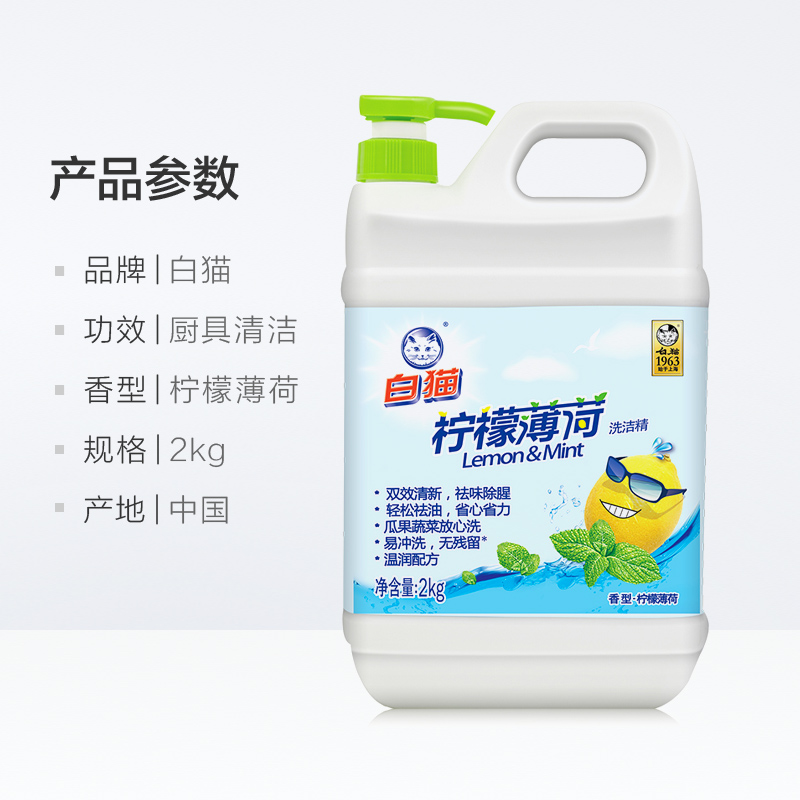 产品参数
品牌|白猫
功效|厨具清洁
香型|柠檬薄荷
规格|2kg
产地|中国
®
白猫
白猫
1963
始于上海
柠檬薄荷 洗洁精
Lemon & Mint
• 双效清新，祛味除腥
• 轻松祛油，省心省力
• 瓜果蔬菜放心洗
• 易冲洗，无残留*
• 温润配方
净含量:2kg
香型·柠檬薄荷